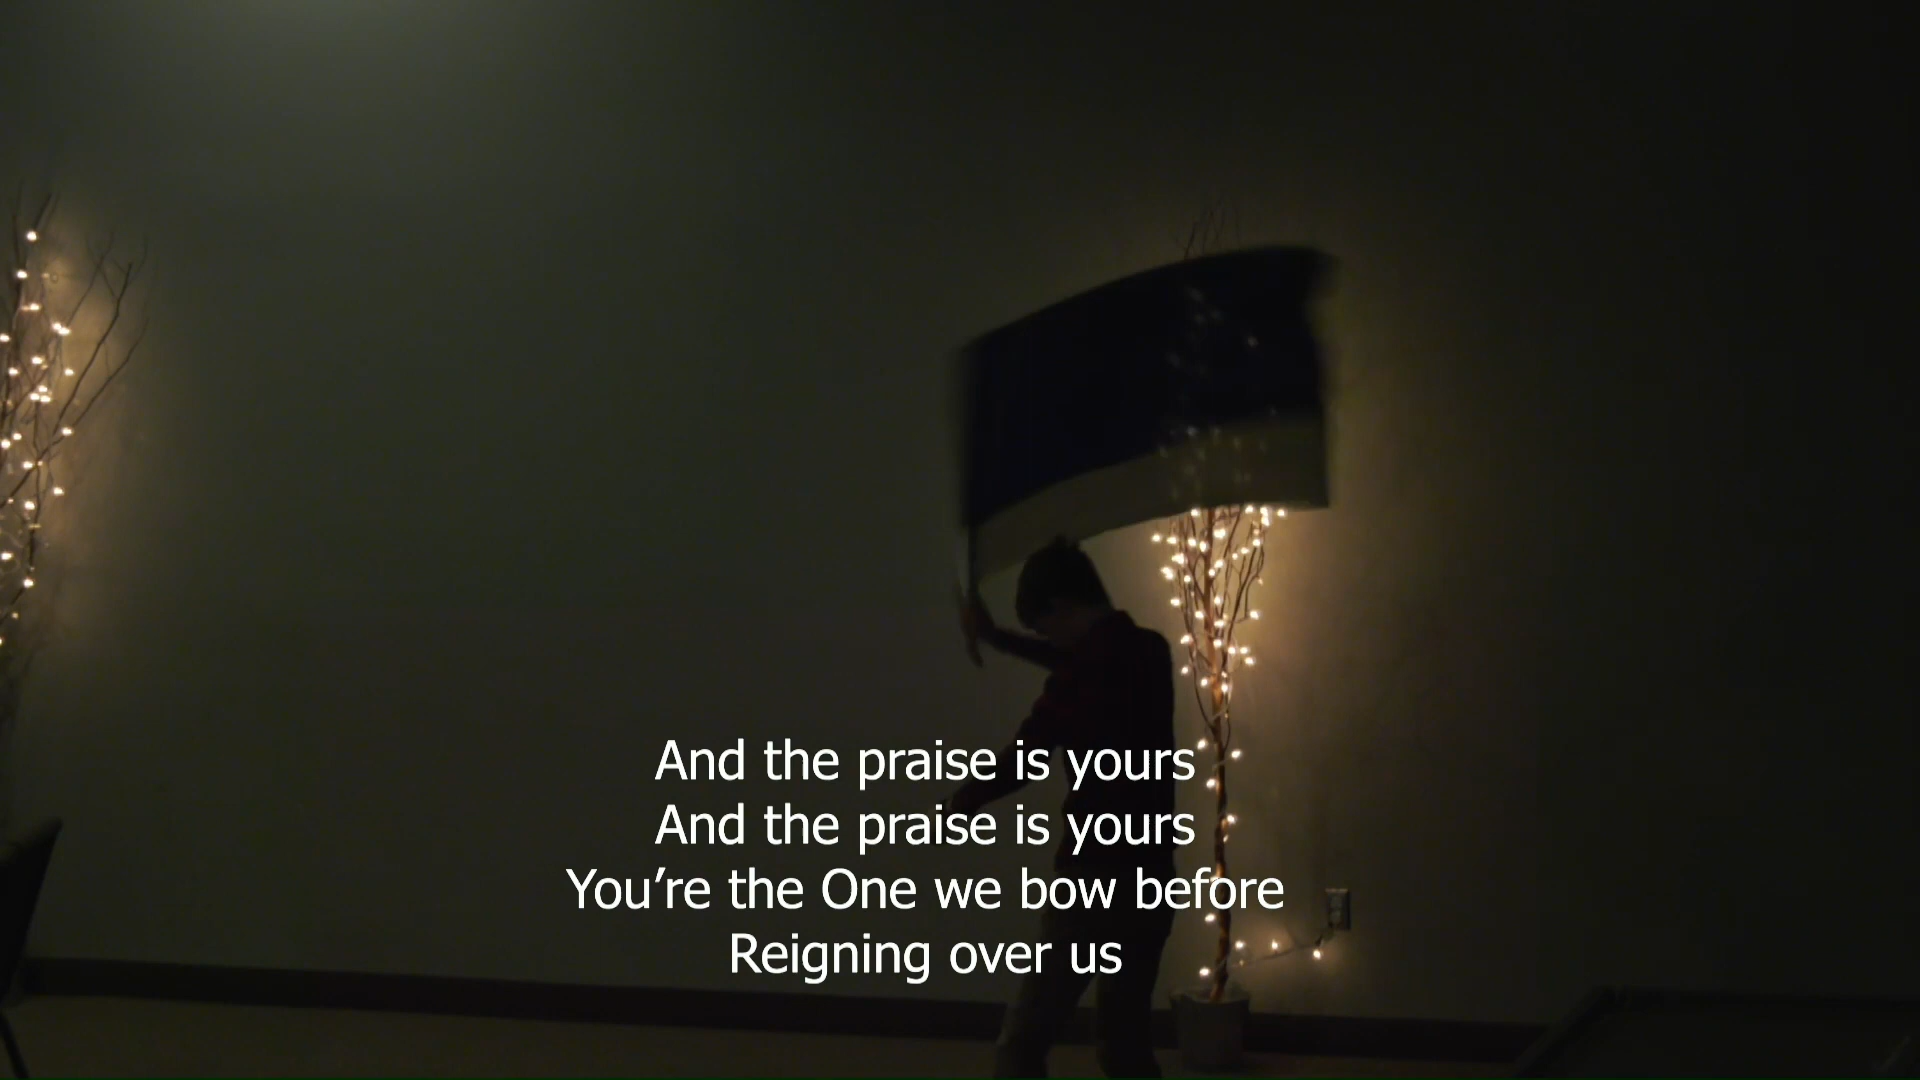 And the praise is yours
And the praise is yours
You’re the One we bow before
Reigning over us